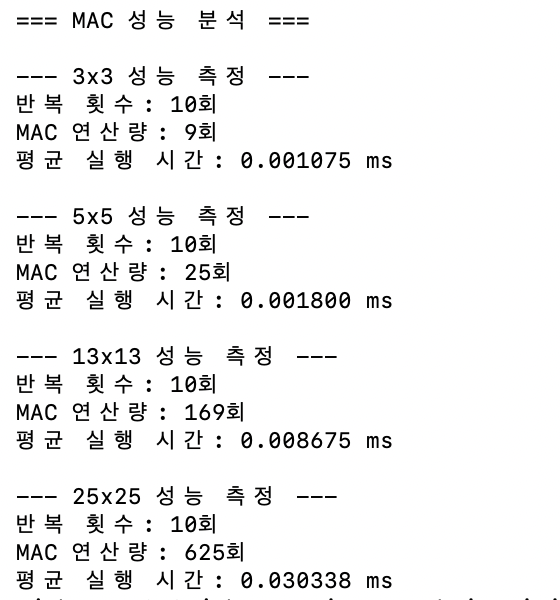 === MAC 성능 분석 ===
--- 3x3 성능 측정 ---
반복 횟수: 10회
MAC 연산량: 9회
평균 실행 시간: 0.001075 ms
--- 5x5 성능 측정 ---
반복 횟수: 10회
MAC 연산량: 25회
평균 실행 시간: 0.001800 ms
--- 13x13 성능 측정 ---
반복 횟수: 10회
MAC 연산량: 169회
평균 실행 시간: 0.008675 ms
--- 25x25 성능 측정 ---
반복 횟수: 10회
MAC 연산량: 625회
평균 실행 시간: 0.030338 ms